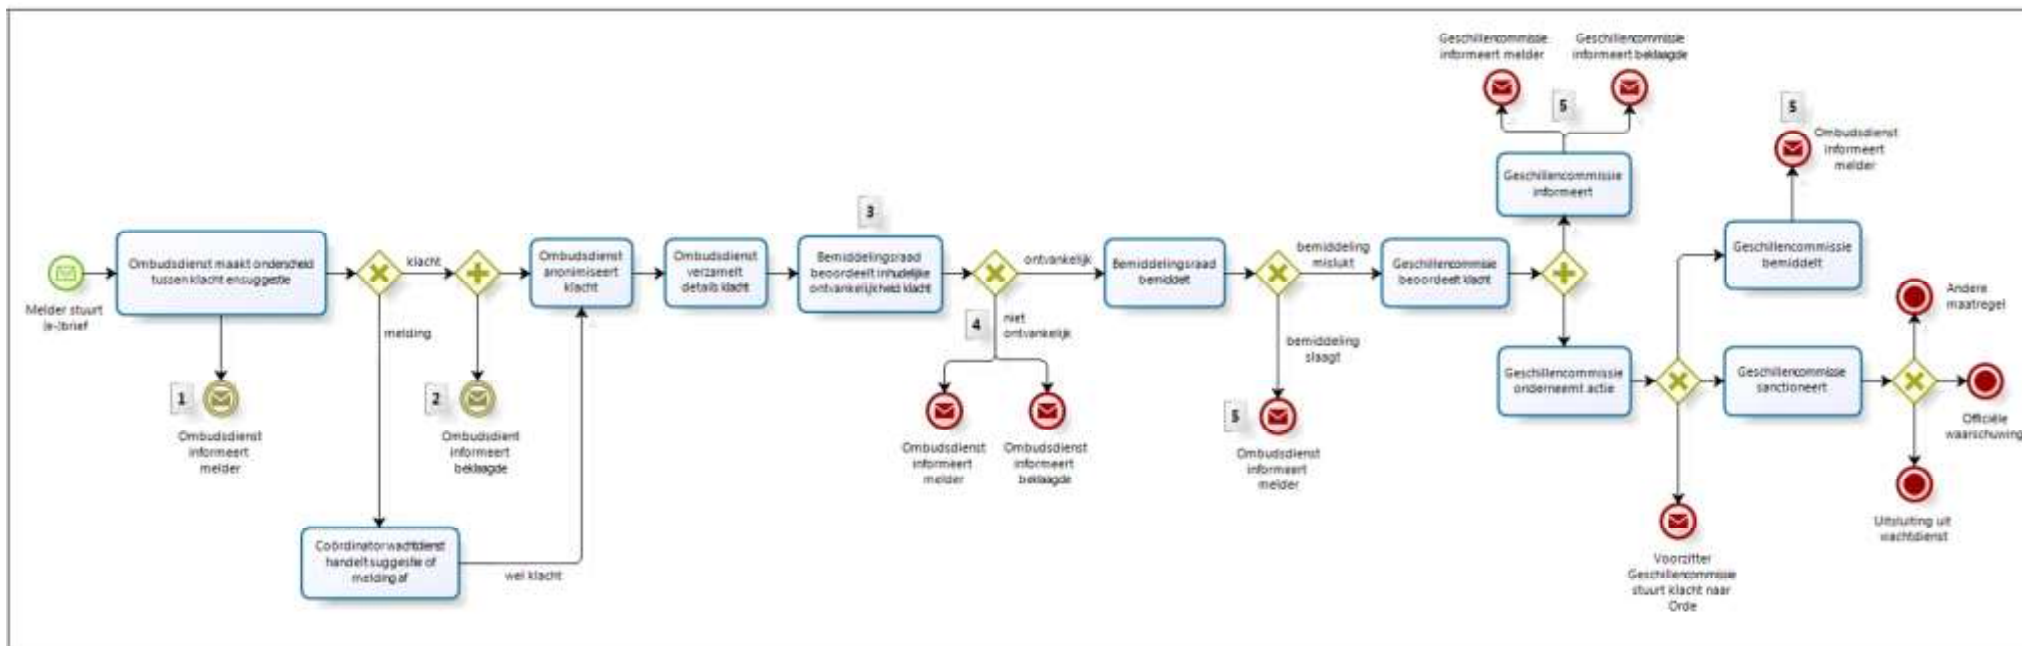 Melder stuurt
(e-)brief
Ombudsdienst maakt onderscheid
tussen klacht en suggestie
1
Ombudsdienst
informeert
melder
klacht
melding
2
Ombudsdient
informeert
beklaagde
Coördinator wachtdienst
handelt suggestie of
melding af
wel klacht
Ombudsdienst
anonimiseert
klacht
Ombudsdienst
verzamelt
details klacht
3
Bemiddelingsraad
beoordeelt inhudelijke
ontvankelijkheid klacht
ontvankelijk
4
niet
ontvankelijk
Ombudsdienst
informeert
melder
Ombudsdienst
informeert
beklaagde
Bemiddelingsraad
bemiddelt
bemiddeling
mislukt
bemiddeling
slaagt
5
Ombudsdienst
informeert
melder
Geschillencommissie
beoordeelt klacht
Geschillencommissie
informeert melder
Geschillencommissie
informeert beklaagde
5
Geschillencommissie
informeert
Geschillencommissie
onderneemt actie
5
Ombudsdienst
informeert
melder
Geschillencommissie
bemiddelt
Geschillencommissie
sanctioneert
Voorzitter
Geschillencommissie
stuurt klacht naar
Orde
Andere
maatregel
Officiële
waarschuwing
Uitsluiting uit
wachtdienst